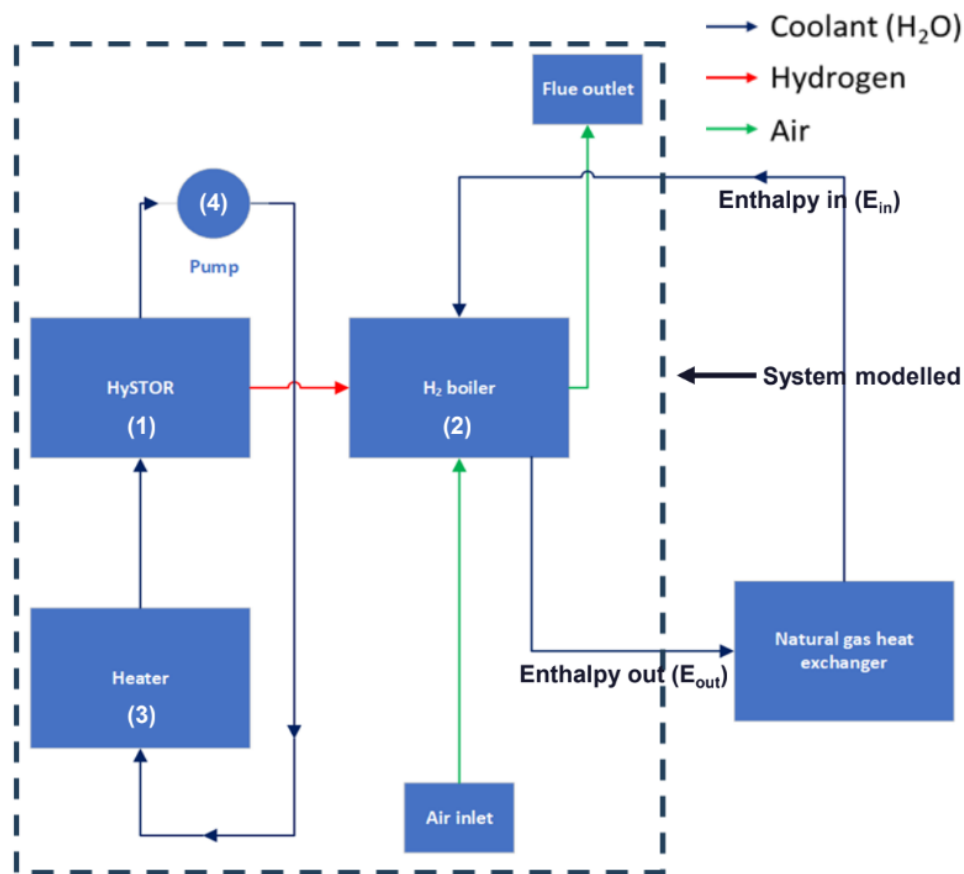 Coolant (H₂O)
Hydrogen
Air
Flue outlet
Enthalpy in (Eᵢₙ)
(4)
Pump
HySTOR
(1)
H₂ boiler
(2)
System modelled
Heater
(3)
Natural gas heat
exchanger
Enthalpy out (Eₒᵤₜ)
Air inlet